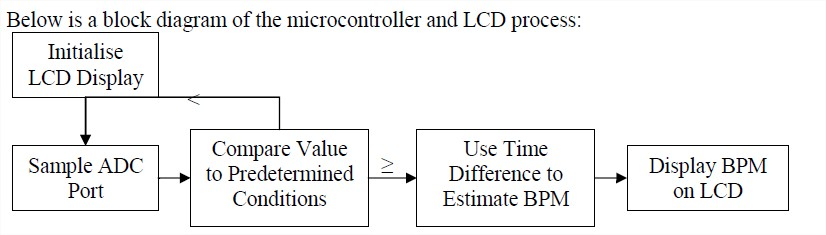 Below is a block diagram of the microcontroller and LCD process:
Initialise
LCD Display
<
Sample ADC
Port
Compare Value
to Predetermined
Conditions
≥
Use Time
Difference to
Estimate BPM
Display BPM
on LCD